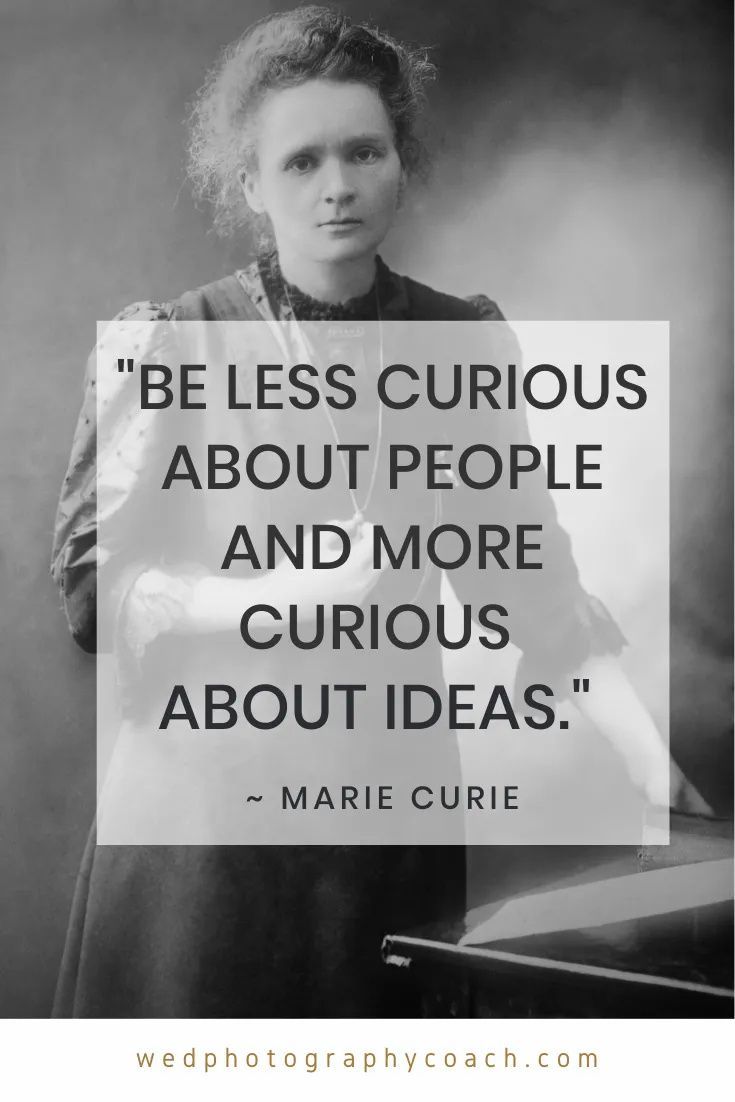 "BE LESS CURIOUS
ABOUT PEOPLE
AND MORE
CURIOUS
ABOUT IDEAS."
~ MARIE CURIE
wedphotographycoach.com